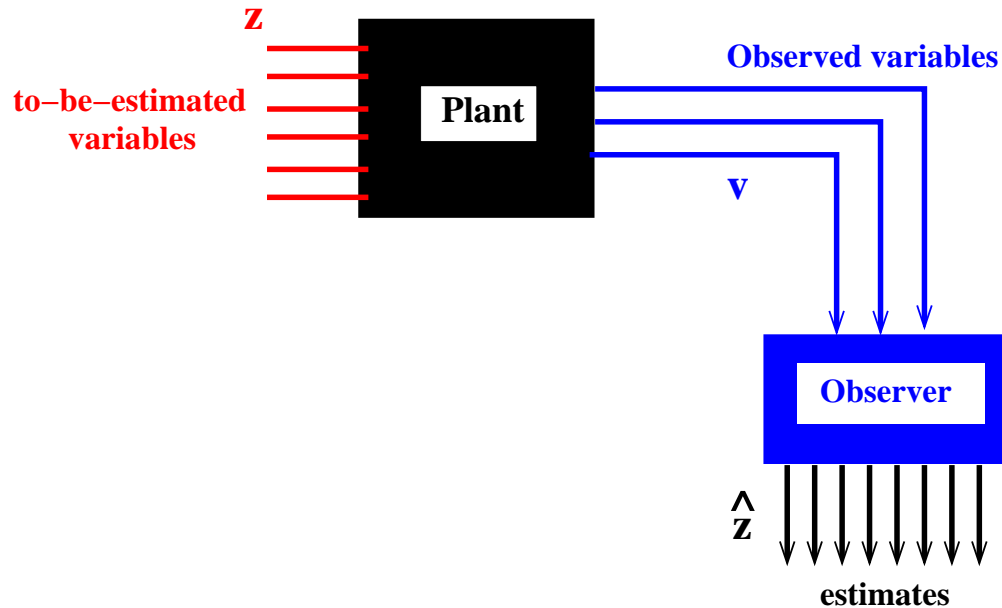 z
to−be−estimated
variables
Plant
Observed variables
v
Observer
ẑ
estimates